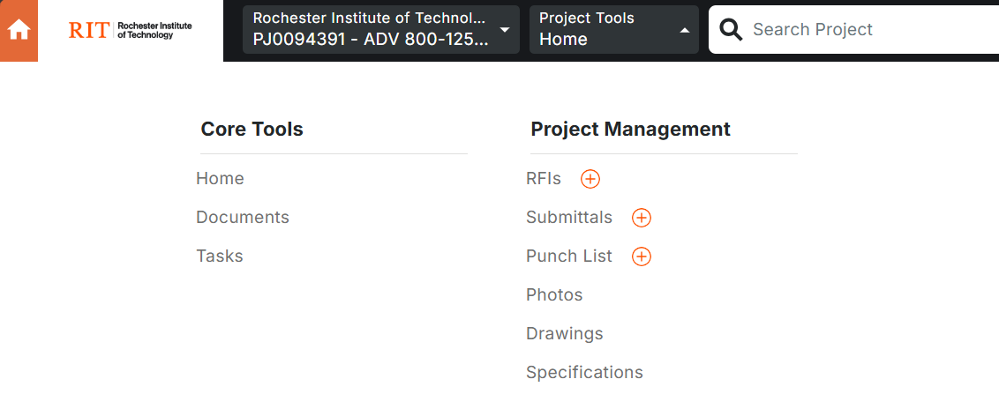 RIT Rochester Institute
of Technology
Rochester Institute of Technol...
PJ0094391 - ADV 800-125...
Project Tools
Home
Search Project
Core Tools
Home
Documents
Tasks
Project Management
RFIs
Submittals
Punch List
Photos
Drawings
Specifications